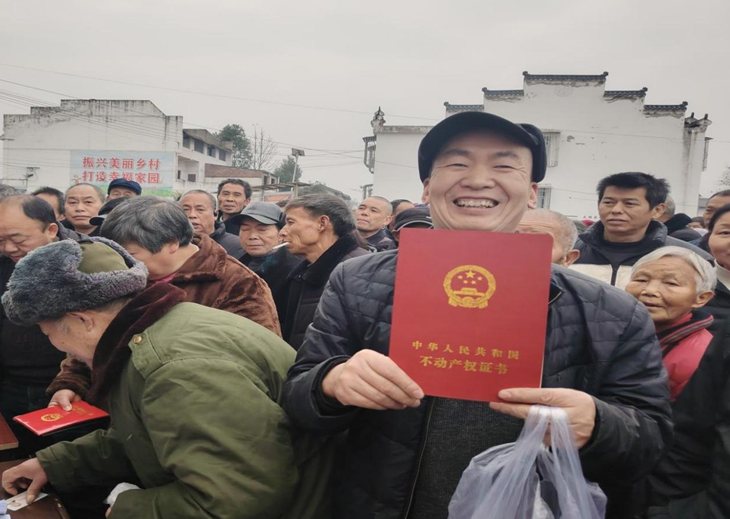 振兴美丽乡村
打造幸福家园
中华人民共和国
不动产权证书